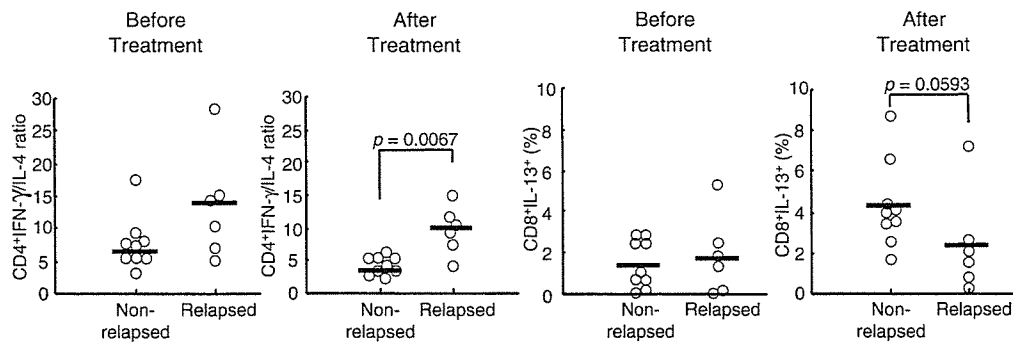 Before
Treatment
CD4⁺IFN-γ/IL-4 ratio
30
25
20
15
10
5
0
Non-
relapsed
Relapsed
After
Treatment
CD4⁺IFN-γ/IL-4 ratio
30
25
20
15
10
5
0
p = 0.0067
Non-
relapsed
Relapsed
Before
Treatment
CD8⁺IL-13⁺ (%)
10
8
6
4
2
0
Non-
relapsed
Relapsed
After
Treatment
CD8⁺IL-13⁺ (%)
10
8
6
4
2
0
p = 0.0593
Non-
relapsed
Relapsed